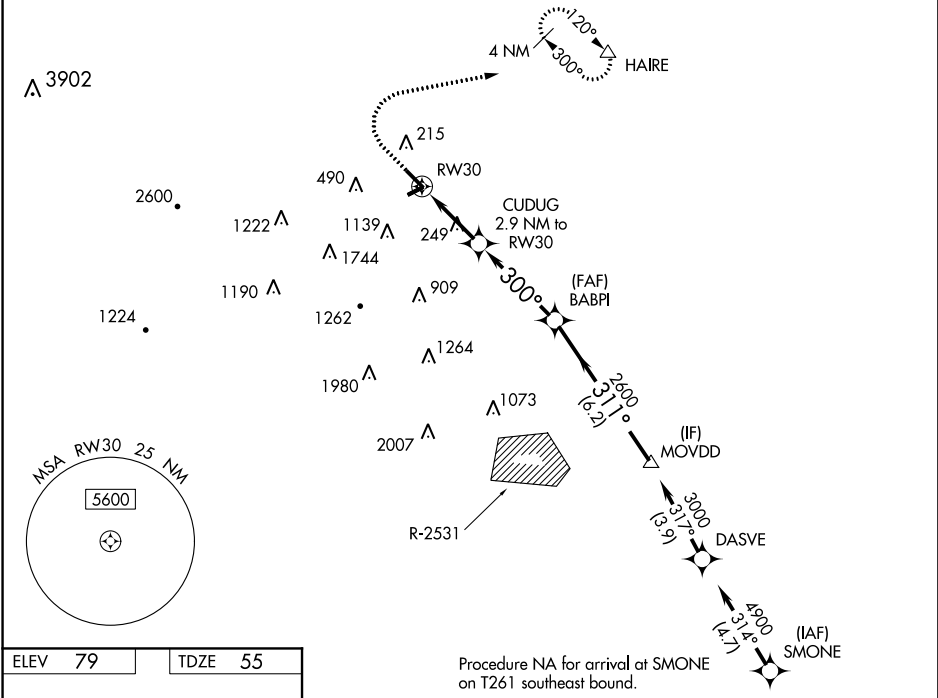 120°
4 NM
300°
HAIRE
3902
215
RW30
490
2600
CUDUG
2.9 NM to
RW30
1222
1139
249
1744
300°
(FAF)
BABPI
1190
909
1262
1224
1264
1980
2600
311°
(6.2)
1073
2007
(IF)
MOVDD
MSA RW30 25 NM
5600
3000
317°
(3.9)
R-2531
DASVE
4900
314°
(4.7)
(IAF)
SMONE
ELEV 79
TDZE 55
Procedure NA for arrival at SMONE
on T261 southeast bound.